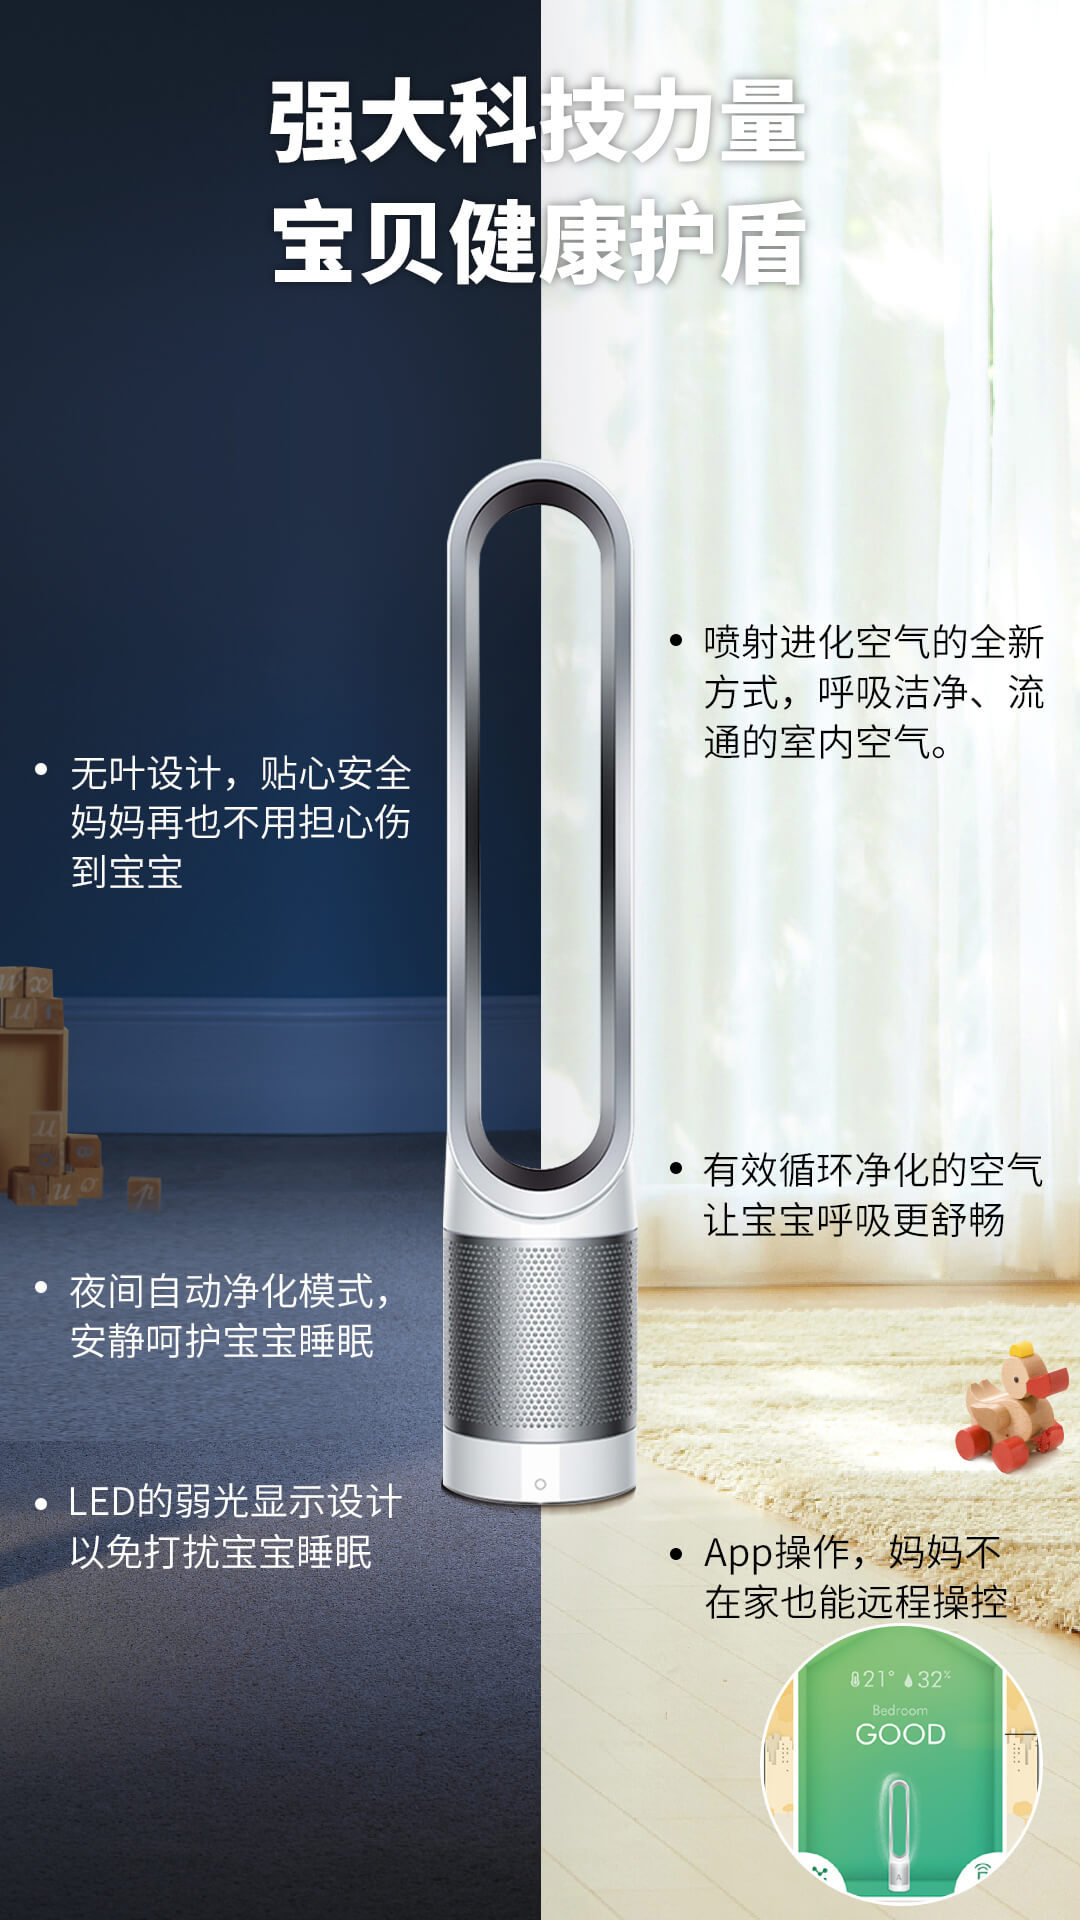 强大科技力量
宝贝健康护盾
喷射进化空气的全新
方式，呼吸洁净、流
通的室内空气。
无叶设计，贴心安全
妈妈再也不用担心伤
到宝宝
有效循环净化的空气
让宝宝呼吸更舒畅
夜间自动净化模式，
安静呵护宝宝睡眠
LED的弱光显示设计
以免打扰宝宝睡眠
App操作，妈妈不
在家也能远程操控
21° 32%
Bedroom
GOOD
A